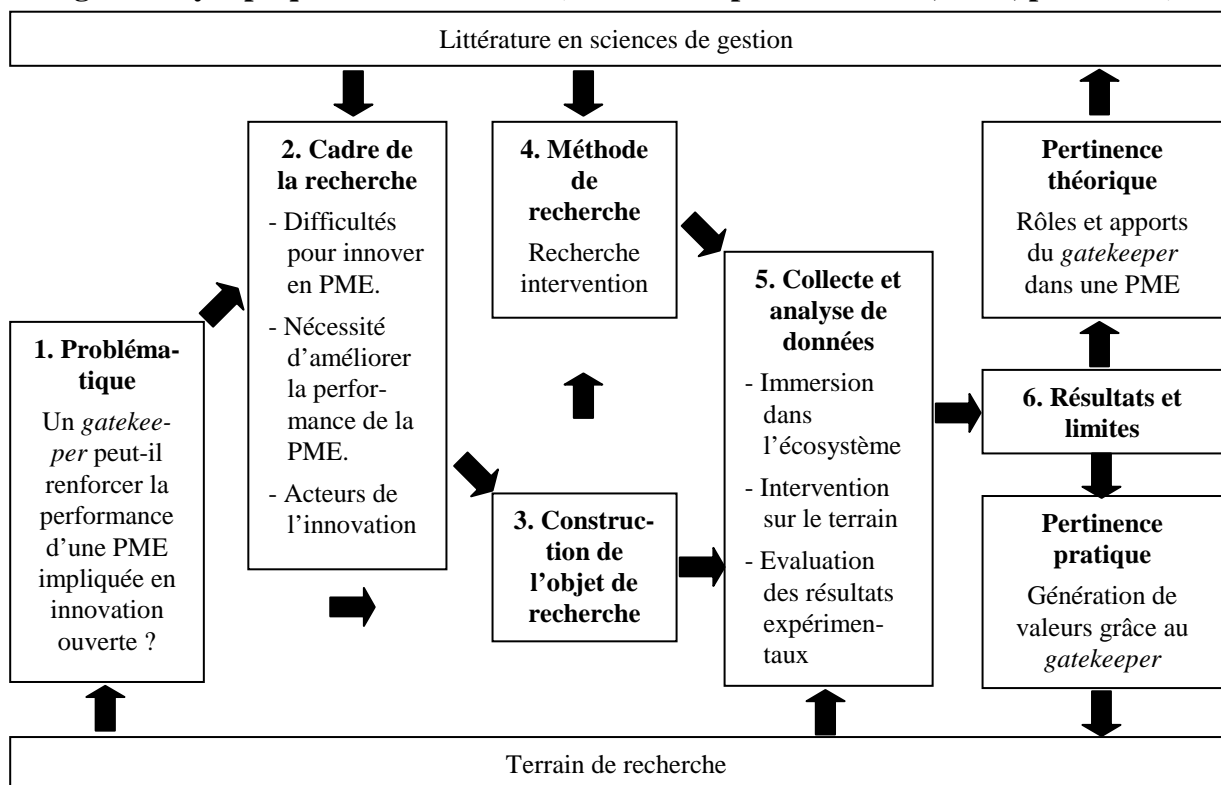 Littérature en sciences de gestion
1. Probléma-
tique
Un gatekee-
per peut-il
renforcer la
performance
d’une PME
impliquée en
innovation
ouverte ?
2. Cadre de
la recherche
- Difficultés
pour innover
en PME.
- Nécessité
d’améliorer
la perfor-
mance de la
PME.
- Acteurs de
l’innovation
4. Méthode
de
recherche
Recherche
intervention
3. Construc-
tion de
l’objet de
recherche
5. Collecte et
analyse de
données
- Immersion
dans
l’écosystème
- Intervention
sur le terrain
- Evaluation
des résultats
expérimen-
taux
Pertinence
théorique
Rôles et apports
du gatekeeper
dans une PME
6. Résultats et
limites
Pertinence
pratique
Génération de
valeurs grâce au
gatekeeper
Terrain de recherche